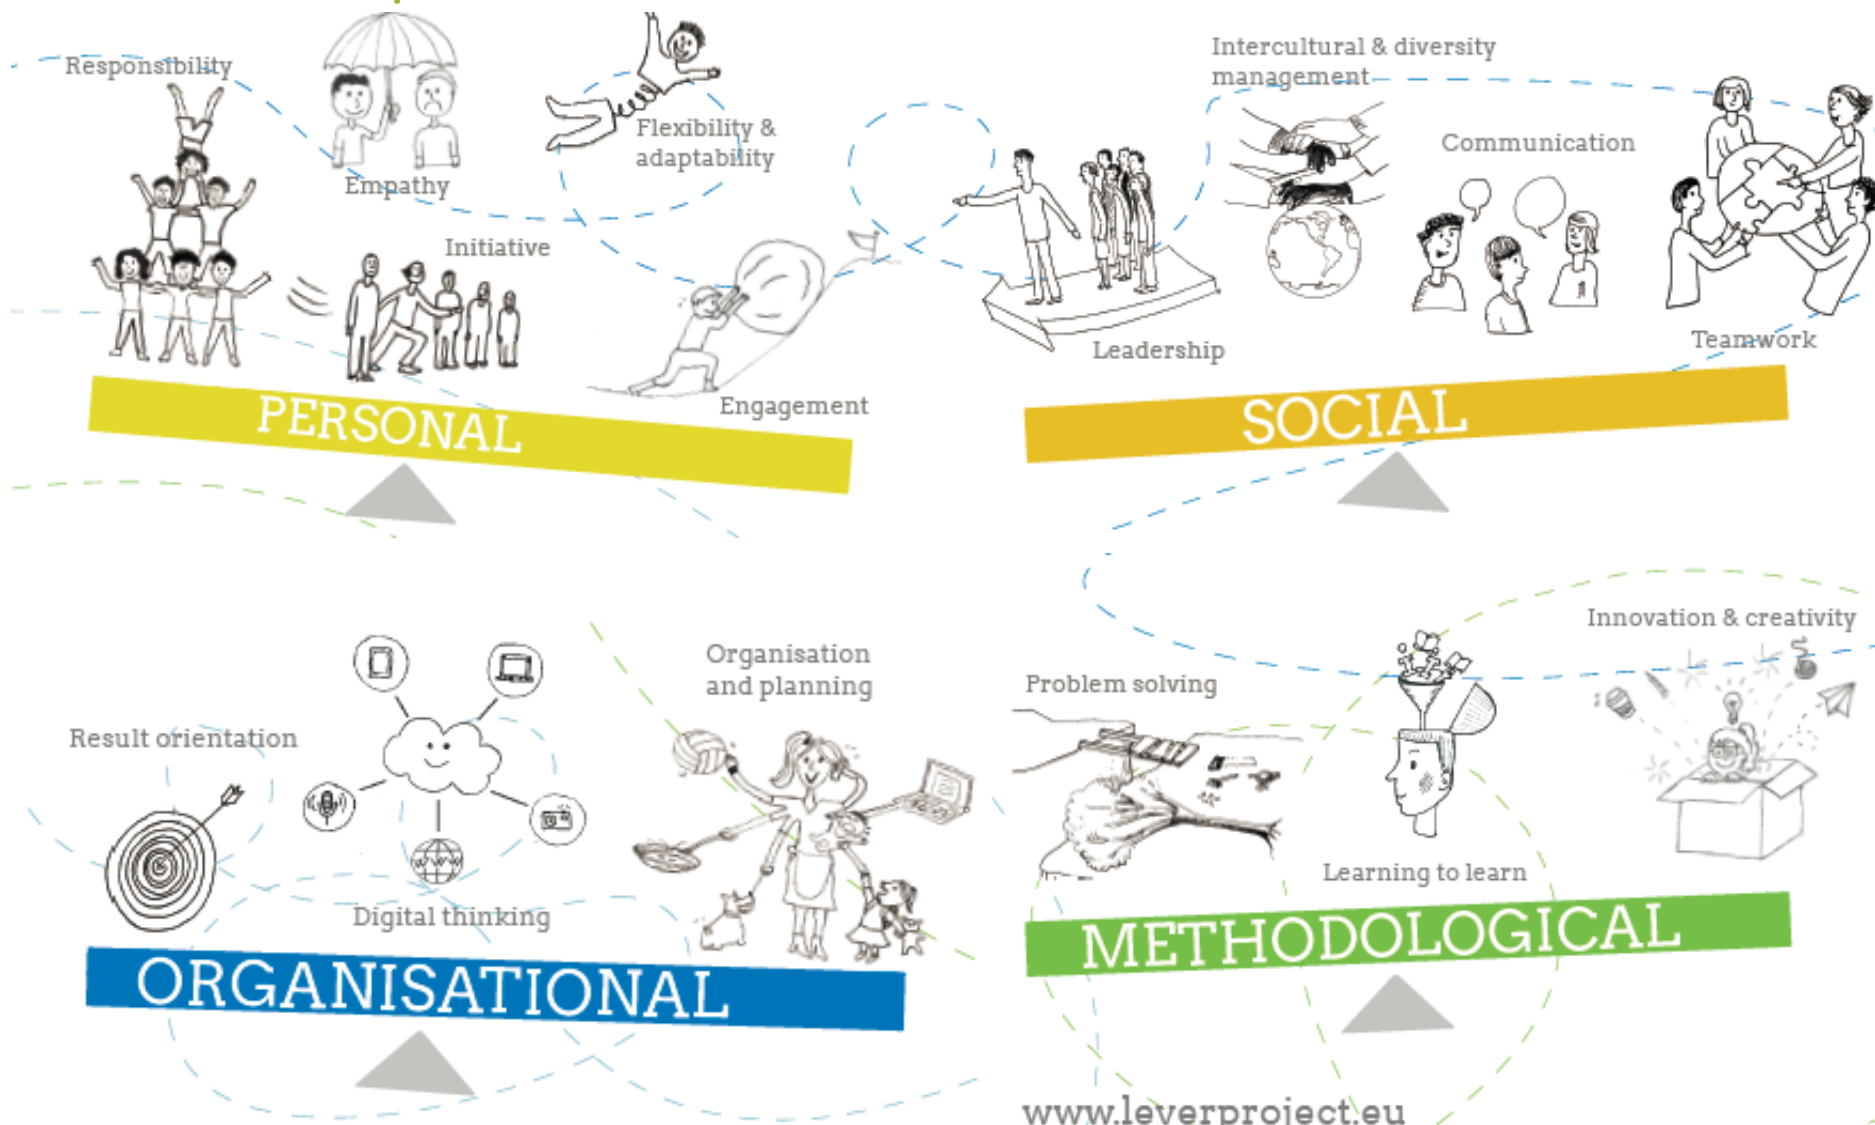 Responsibility
Empathy
Flexibility &
adaptability
Initiative
Engagement
PERSONAL
Intercultural & diversity
management
Communication
Leadership
Teamwork
SOCIAL
Result orientation
Digital thinking
Organisation
and planning
ORGANISATIONAL
Problem solving
Learning to learn
Innovation & creativity
METHODOLOGICAL
www.leverproject.eu